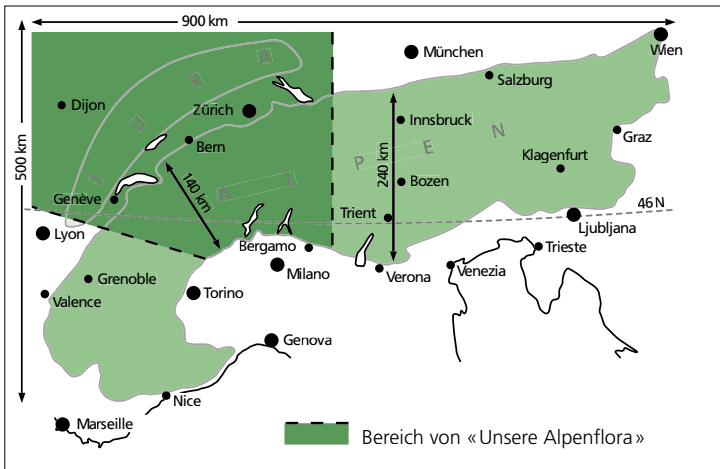 900 km
Wien
München
Salzburg
Dijon
J U R A
Zürich
500 km
Innsbruck
Graz
Bern
A L P E N
240 km
Klagenfurt
140 km
Bozen
Genève
46 N
Trient
Ljubljana
Lyon
Bergamo
Trieste
Milano
Verona
Venezia
Grenoble
Torino
Valence
Genova
Nice
Marseille
Bereich von «Unsere Alpenflora»